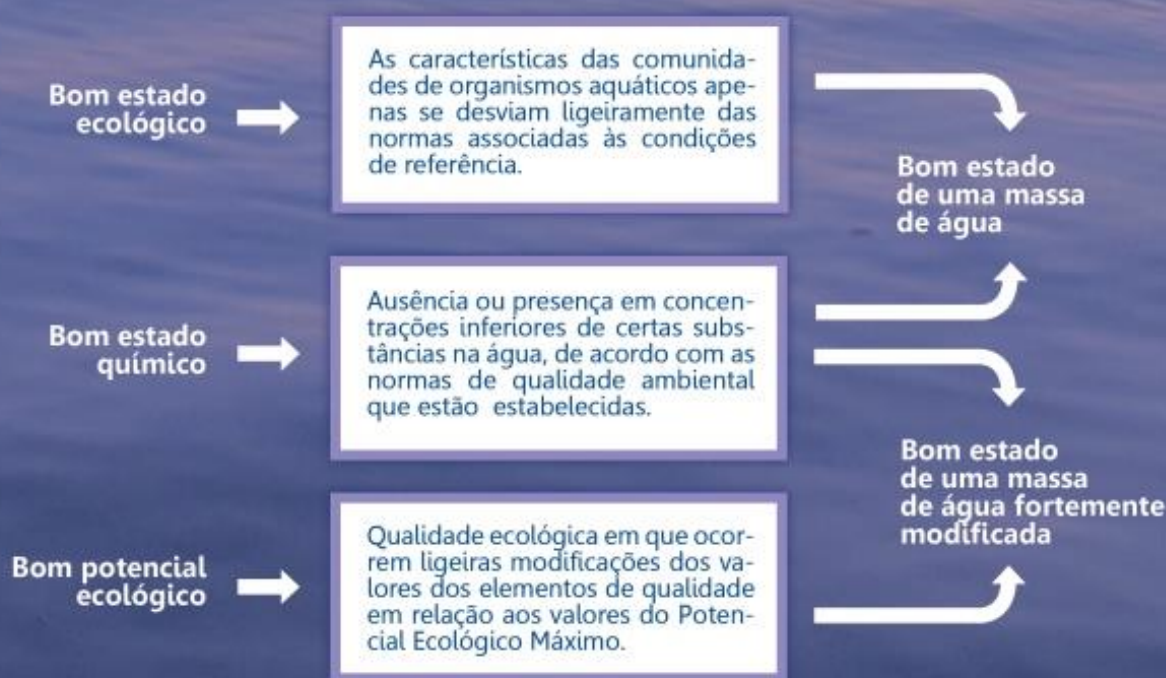 Bom estado
ecológico
As características das comunida-
des de organismos aquáticos ape-
nas se desviam ligeiramente das
normas associadas às condições
de referência.
Bom estado
de uma massa
de água
Bom estado
químico
Ausência ou presença em concen-
trações inferiores de certas subs-
tâncias na água, de acordo com as
normas de qualidade ambiental
que estão estabelecidas.
Bom estado
de uma massa
de água fortemente
modificada
Bom potencial
ecológico
Qualidade ecológica em que ocor-
rem ligeiras modificações dos va-
lores dos elementos de qualidade
em relação aos valores do Poten-
cial Ecológico Máximo.